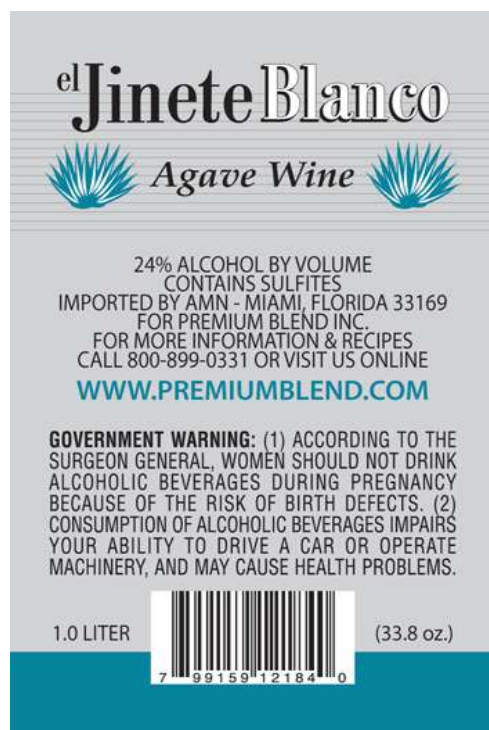 el Jinete Blanco
Agave Wine
24% ALCOHOL BY VOLUME
CONTAINS SULFITES
IMPORTED BY AMN - MIAMI, FLORIDA 33169
FOR PREMIUM BLEND INC.
FOR MORE INFORMATION & RECIPES
CALL 800-899-0331 OR VISIT US ONLINE
WWW.PREMIUMBLEND.COM
GOVERNMENT WARNING: (1) ACCORDING TO THE
SURGEON GENERAL, WOMEN SHOULD NOT DRINK
ALCOHOLIC BEVERAGES DURING PREGNANCY
BECAUSE OF THE RISK OF BIRTH DEFECTS. (2)
CONSUMPTION OF ALCOHOLIC BEVERAGES IMPAIRS
YOUR ABILITY TO DRIVE A CAR OR OPERATE
MACHINERY, AND MAY CAUSE HEALTH PROBLEMS.
1.0 LITER (33.8 oz.)
7 99159 12184 0